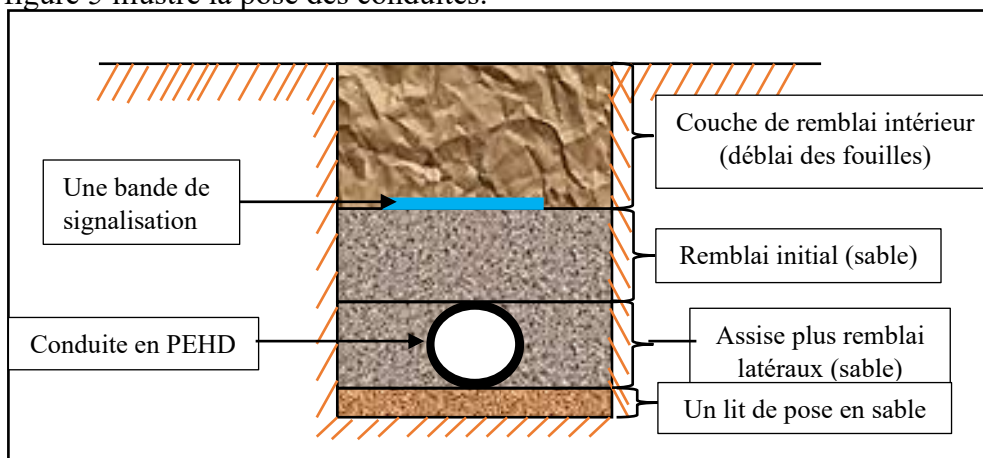 figure 5 illustre la pose des conduites.
Couche de remblai intérieur
(déblai des fouilles)
Une bande de
signalisation
Remblai initial (sable)
Conduite en PEHD
Assise plus remblai
latéraux (sable)
Un lit de pose en sable